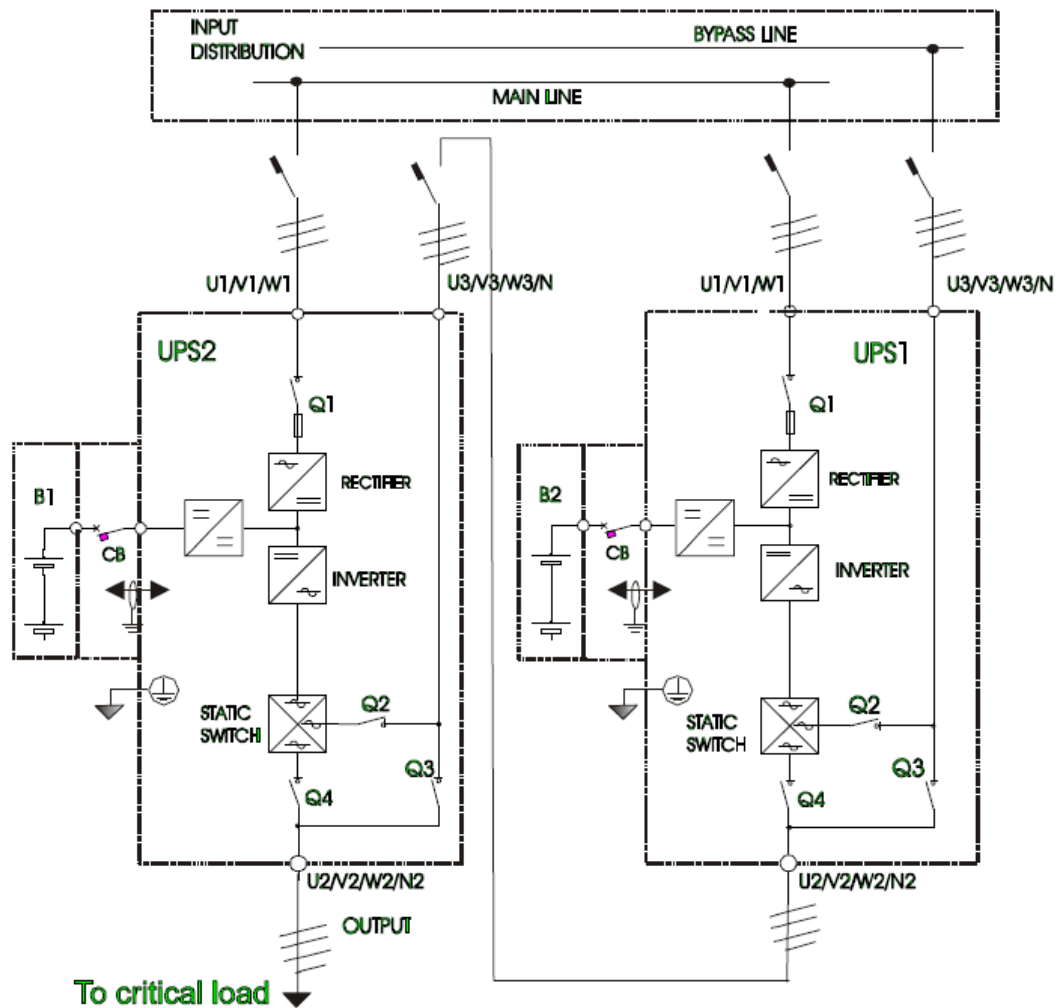 INPUT
DISTRIBUTION
BYPASS LINE
MAIN LINE
U1/V1/W1
U3/V3/W3/N
U1/V1/W1
U3/V3/W3/N
UPS2
UPS1
Q1
Q1
RECTIFIER
RECTIFIER
B1
B2
CB
CB
INVERTER
INVERTER
STATIC
SWITCH
Q2
STATIC
SWITCH
Q2
Q3
Q3
Q4
Q4
U2/V2/W2/N2
U2/V2/W2/N2
OUTPUT
To critical load